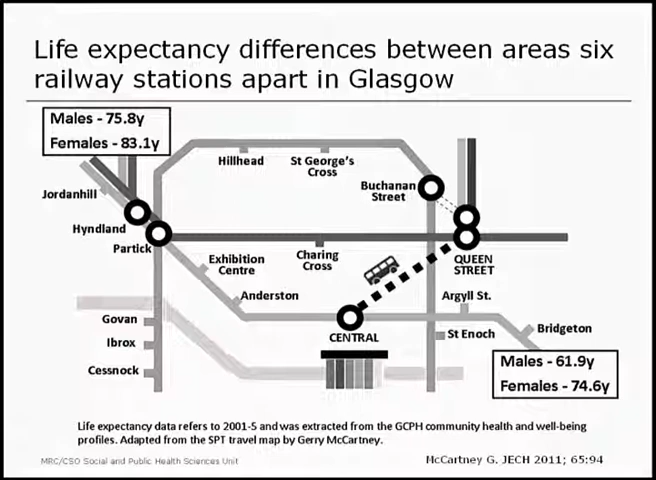 Life expectancy differences between areas six
railway stations apart in Glasgow
Males - 75.8y
Females - 83.1y
Hillhead
St George's
Cross
Buchanan
Street
Jordanhill
Hyndland
Partick
Exhibition
Centre
Charing
Cross
QUEEN
STREET
Anderston
Argyll St.
Govan
CENTRAL
St Enoch
Bridgeton
Ibrox
Cessnock
Males - 61.9y
Females - 74.6y
Life expectancy data refers to 2001-5 and was extracted from the GCPH community health and well-being
profiles. Adapted from the SPT travel map by Gerry McCartney.
MRC/CSO Social and Public Health Sciences Unit
McCartney G. JECH 2011; 65:94